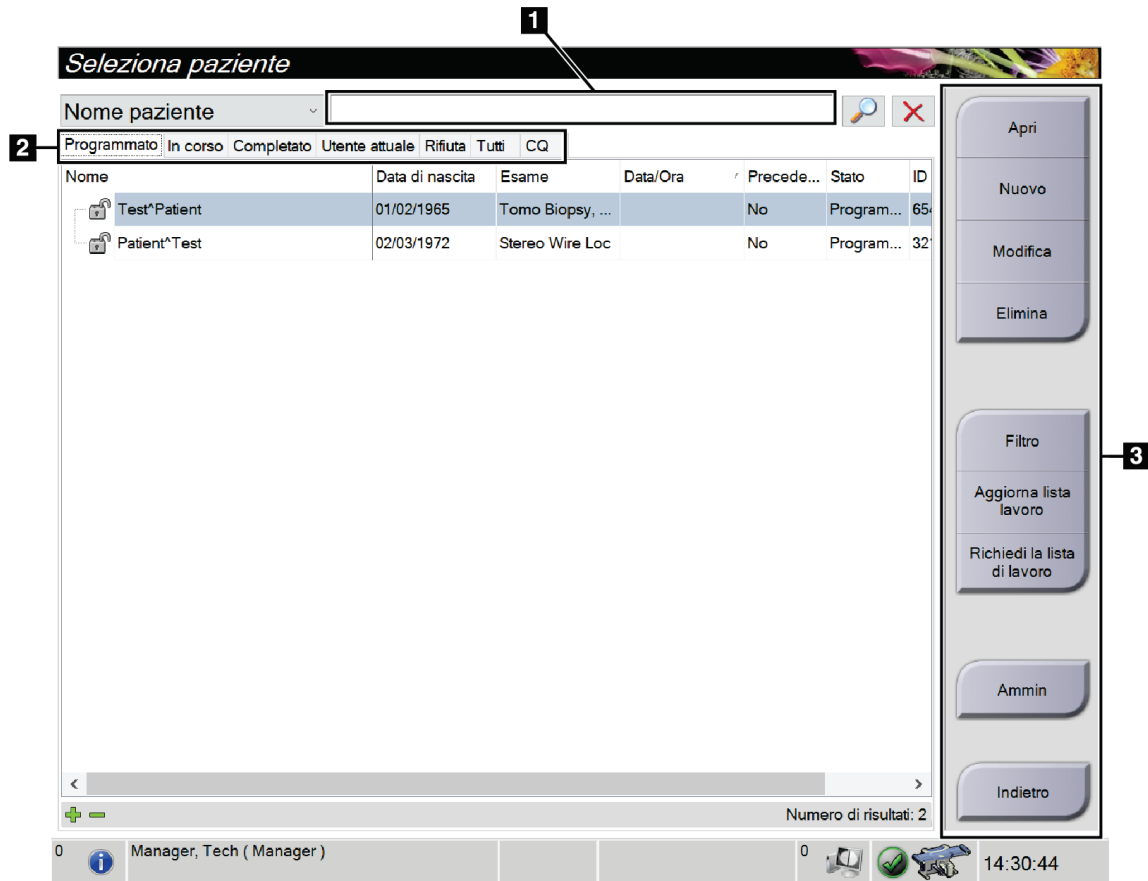 1
Seleziona paziente
Nome paziente
2
Programmato In corso Completato Utente attuale Rifiuta Tutti CQ
Nome Data di nascita Esame Data/Ora Precede... Stato ID
Test^Patient 01/02/1965 Tomo Biopsy, ... No Program... 654
Patient^Test 02/03/1972 Stereo Wire Loc No Program... 321
Numero di risultati: 2
Apri
Nuovo
Modifica
Elimina
Filtro
Aggiorna lista
lavoro
Richiedi la lista
di lavoro
Ammin
Indietro
3
0 Manager, Tech ( Manager ) 0 14:30:44